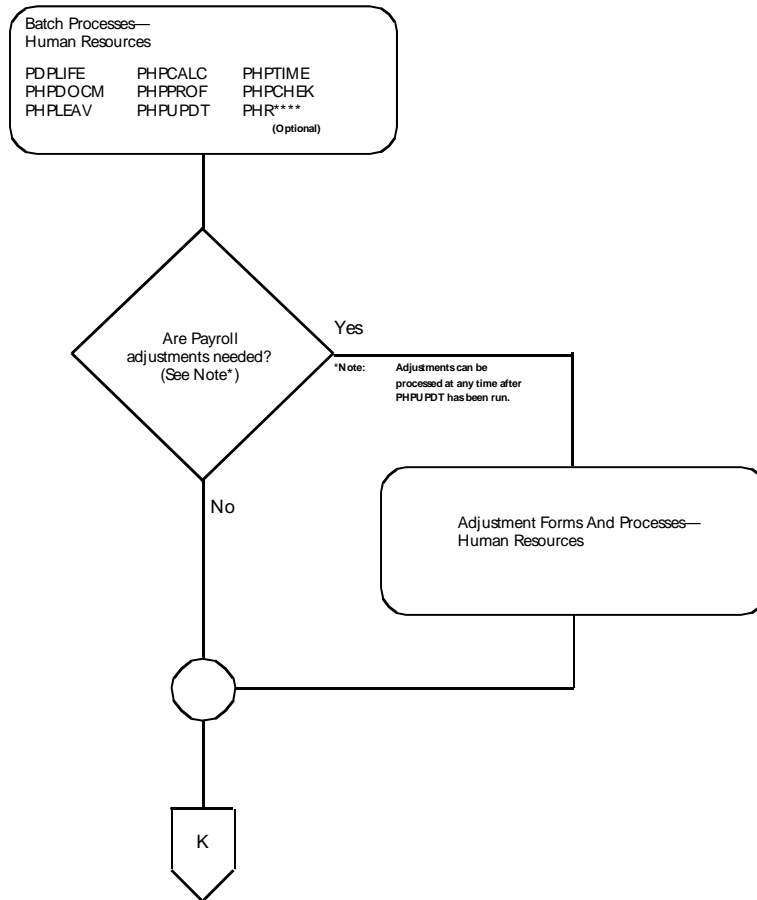 Batch Processes—
Human Resources
PDPLIFE PHPCALC PHPTIME
PHPDOCM PHPPROF PHPCHEK
PHPLEAV PHPUPDT PHR****
(Optional)
Are Payroll
adjustments needed?
(See Note*)
Yes
*Note: Adjustments can be
processed at any time after
PHPUPDT has been run.
No
Adjustment Forms And Processes—
Human Resources
K